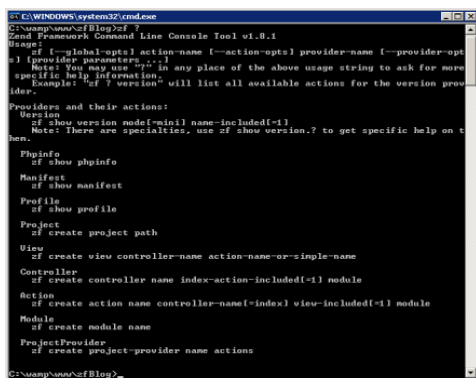 C:\WINDOWS\system32\cmd.exe
C:\wamp\www\zfBlog>zf ?
Zend Framework Command Line Console Tool v1.8.1
Usage:
zf [--global-opts] action-name [--action-opts] provider-name [--provider-opt
s] [provider parameters ...]
Note: You may use "?" in any place of the above usage string to ask for more
specific help information.
Example: "zf ? version" will list all available actions for the version prov
ider.
Providers and their actions:
Version
zf show version mode[=mini] name-included[=1]
Note: There are specialties, use zf show version.? to get specific help on t
hem.
Phpinfo
zf show phpinfo
Manifest
zf show manifest
Profile
zf show profile
Project
zf create project path
View
zf create view controller-name action-name-or-simple-name
Controller
zf create controller name index-action-included[=1] module
Action
zf create action name controller-name[=index] view-included[=1] module
Module
zf create module name
ProjectProvider
zf create project-provider name actions
C:\wamp\www\zfBlog>_